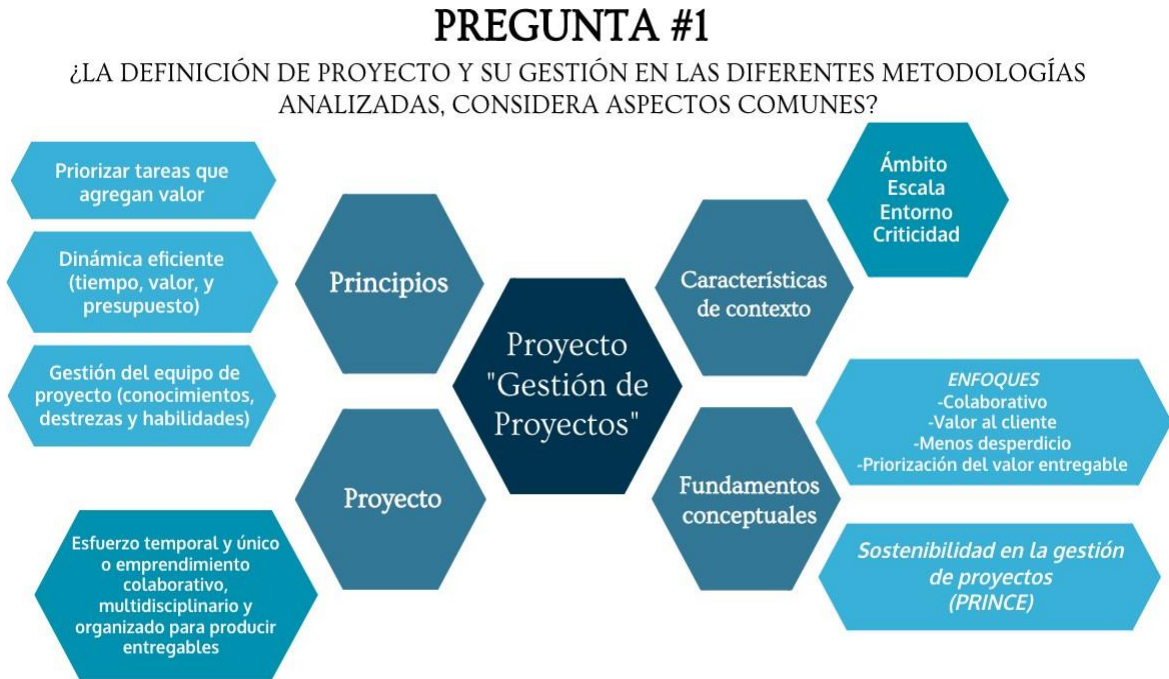 PREGUNTA #1
¿LA DEFINICIÓN DE PROYECTO Y SU GESTIÓN EN LAS DIFERENTES METODOLOGÍAS
ANALIZADAS, CONSIDERA ASPECTOS COMUNES?
Priorizar tareas que
agregan valor
Dinámica eficiente
(tiempo, valor, y
presupuesto)
Gestión del equipo de
proyecto (conocimientos,
destrezas y habilidades)
Principios
Proyecto
Esfuerzo temporal y único
o emprendimiento
colaborativo,
multidisciplinario y
organizado para producir
entregables
Proyecto
"Gestión de
Proyectos"
Características
de contexto
Ámbito
Escala
Entorno
Criticidad
Fundamentos
conceptuales
ENFOQUES
-Colaborativo
-Valor al cliente
-Menos desperdicio
-Priorización del valor entregable
Sostenibilidad en la gestión
de proyectos
(PRINCE)